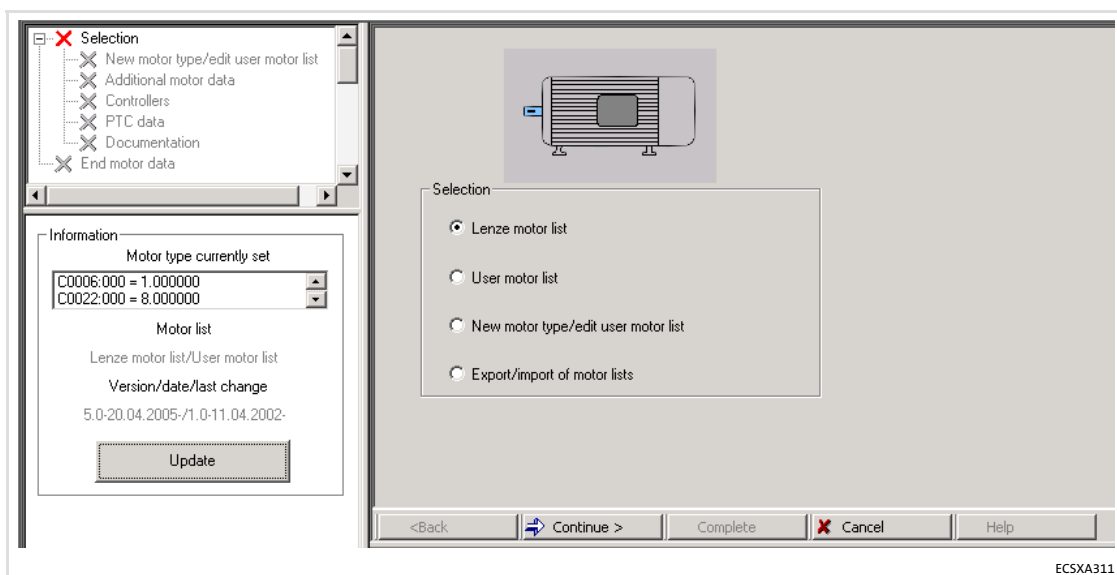 Selection
New motor type/edit user motor list
Additional motor data
Controllers
PTC data
Documentation
End motor data
Information
Motor type currently set
C0006:000 = 1.000000
C0022:000 = 8.000000
Motor list
Lenze motor list/User motor list
Version/date/last change
5.0-20.04.2005-/1.0-11.04.2002-
Update
Selection
Lenze motor list
User motor list
New motor type/edit user motor list
Export/import of motor lists
<Back
Continue >
Complete
Cancel
Help
ECSXA311